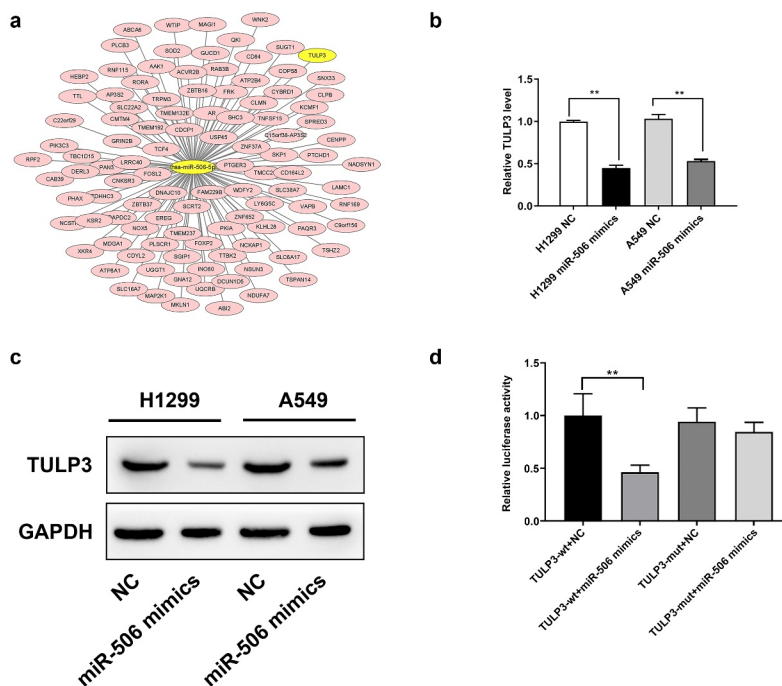 a
WNK2
WTIP
MAGI1
ABCA6
QKI
PLCB3
SOD2
GUCD1
CD84
SUGT1
TULP3
RNF115
AAK1
ACVR2B
RAB3B
COPS8
HEBP2
RORA
ZBTB16
FRK
ATP2B4
SNX33
TTL
AP3S2
TRPM3
CLMN
CYBRD1
CLPB
SLC22A2
TMEM132E
AR
SHC3
TNFSF15
KCMF1
C22orf29
CMTM4
TMEM192
CDCP1
USP45
SPRED3
GRIN2B
TCF4
ZNF37A
CENPP
PIK3C3
LRRC40
hsa-miR-506-5p
PTGER3
SKP1
PTCHD1
NADSYN1
RPF2
TBC1D15
FOSL2
TMCC2
CD164L2
CAB39
DERL3
CNKSR3
DNAJC10
FAM229B
WDFY2
SLC38A7
LAMC1
PHAX
ZBTB37
SCRT2
LY6G5C
VAPB
RNF169
KSR2
EREG
ZNF652
C9orf156
NOX5
TMEM237
PKIA
KLHL28
PAQR3
XKR4
MDGA1
PLSCR1
FOXP2
NCKAP1
TSHZ2
CDYL2
SGIP1
TTBK2
SLC6A17
ATP6A1
UGGT1
INO80
NSUN3
TSPAN14
SLC16A7
GNA12
DCUN1D5
MAP2K1
UQCRB
NDUFA7
MKLN1
ABI2
b
Relative TULP3 level
1.5
1.0
0.5
0.0
** **
H1299 NC
H1299 miR-506 mimics
A549 NC
A549 miR-506 mimics
c
H1299 A549
TULP3
GAPDH
NC
miR-506 mimics
NC
miR-506 mimics
d
Relative luciferase activity
1.5
1.0
0.5
0.0
**
TULP3-wt+NC
TULP3-wt+miR-506 mimics
TULP3-mut+NC
TULP3-mut+miR-506 mimics